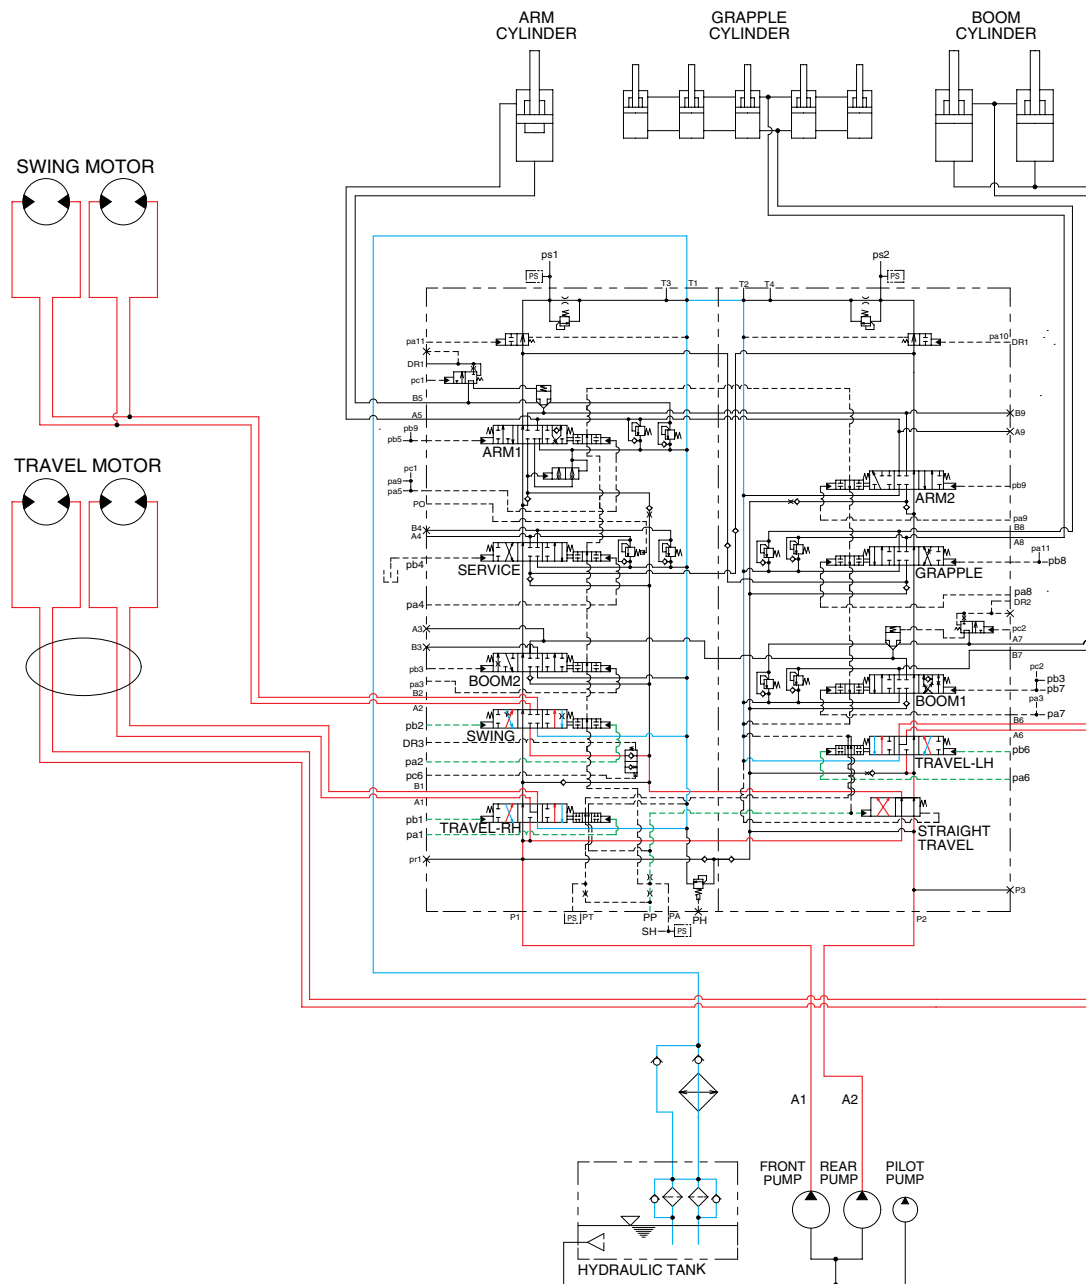 ARM
CYLINDER
GRAPPLE
CYLINDER
BOOM
CYLINDER
SWING MOTOR
TRAVEL MOTOR
ps1
PS
ps2
PS
T3
T1
T2
T4
pa11
DR1
pc1
B5
A5
pb9
pb5
ARM1
pc1
pa9
pa5
PO
B4
A4
SERVICE
pb4
pa4
A3
B3
pb3
BOOM2
pa3
B2
A2
pb2
SWING
DR3
pa2
pc6
B1
A1
pb1
TRAVEL-RH
pa1
pr1
pa10
DR1
B9
A9
ARM2
pb9
pa9
B8
A8
pa11
GRAPPLE
pb8
pa8
DR2
pc2
A7
B7
pc2
pb3
pb7
BOOM1
pa3
pa7
B6
A6
TRAVEL-LH
pb6
pa6
STRAIGHT
TRAVEL
P3
P1
PS
PT
PP
PA
PH
P2
SH
PS
A1
A2
FRONT
PUMP
REAR
PUMP
PILOT
PUMP
HYDRAULIC TANK